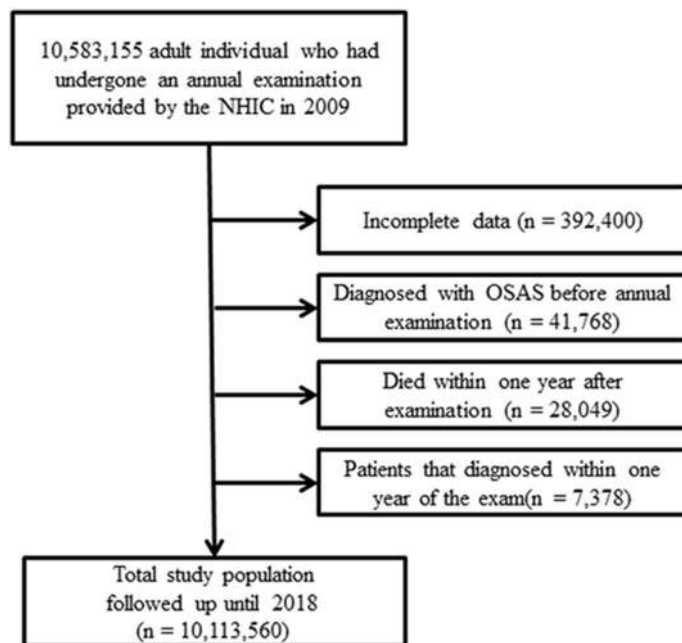 10,583,155 adult individual who had
undergone an annual examination
provided by the NHIC in 2009
Incomplete data (n = 392,400)
Diagnosed with OSAS before annual
examination (n = 41,768)
Died within one year after
examination (n = 28,049)
Patients that diagnosed within one
year of the exam(n = 7,378)
Total study population
followed up until 2018
(n = 10,113,560)